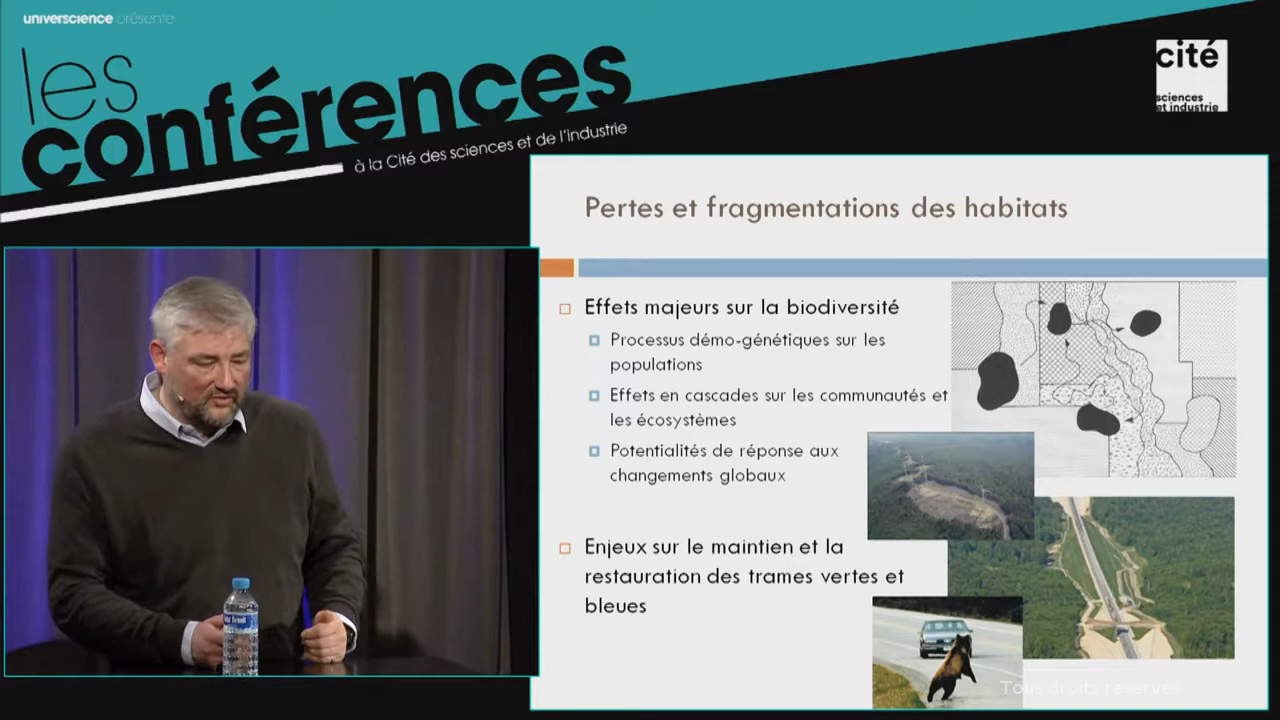 universcience présente
les
conférences
à la Cité des sciences et de l'industrie
cité
sciences
et industrie
Pertes et fragmentations des habitats
Effets majeurs sur la biodiversité
Processus démo-génétiques sur les
populations
Effets en cascades sur les communautés et
les écosystèmes
Potentialités de réponse aux
changements globaux
Enjeux sur le maintien et la
restauration des trames vertes et
bleues
Tous droits réservés